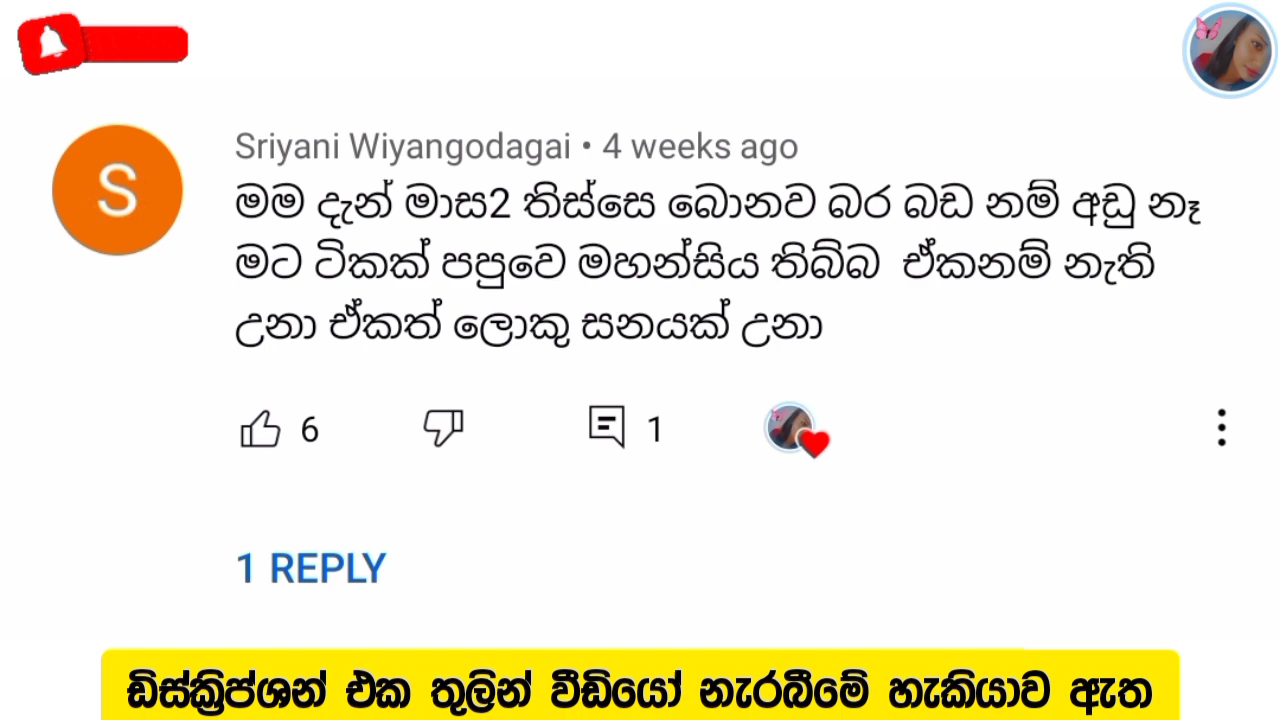 Sriyani Wiyangodagai • 4 weeks ago
S
මම දැන් මාස2 තිස්සෙ බොනව බර බඩ නම් අඩු නෑ
මට ටිකක් පපුවෙ මහන්සිය තිබ්බ ඒකනම් නැති
උනා ඒකත් ලොකු සනයක් උනා
6 1
1 REPLY
ඩිස්ක්‍රිප්ශන් එක තුලින් වීඩියෝ නැරබීමේ හැකියාව ඇත